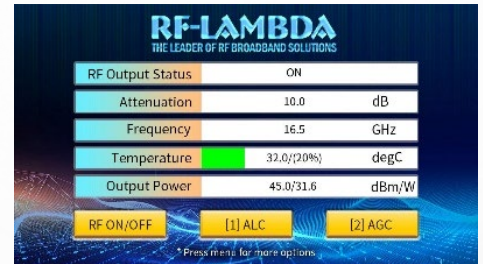 RF-LAMBDA
THE LEADER OF RF BROADBAND SOLUTIONS
RF Output Status ON
Attenuation 10.0 dB
Frequency 16.5 GHz
Temperature 32.0/(20%) degC
Output Power 45.0/31.6 dBm/W
RF ON/OFF [1] ALC [2] AGC
* Press menu for more options